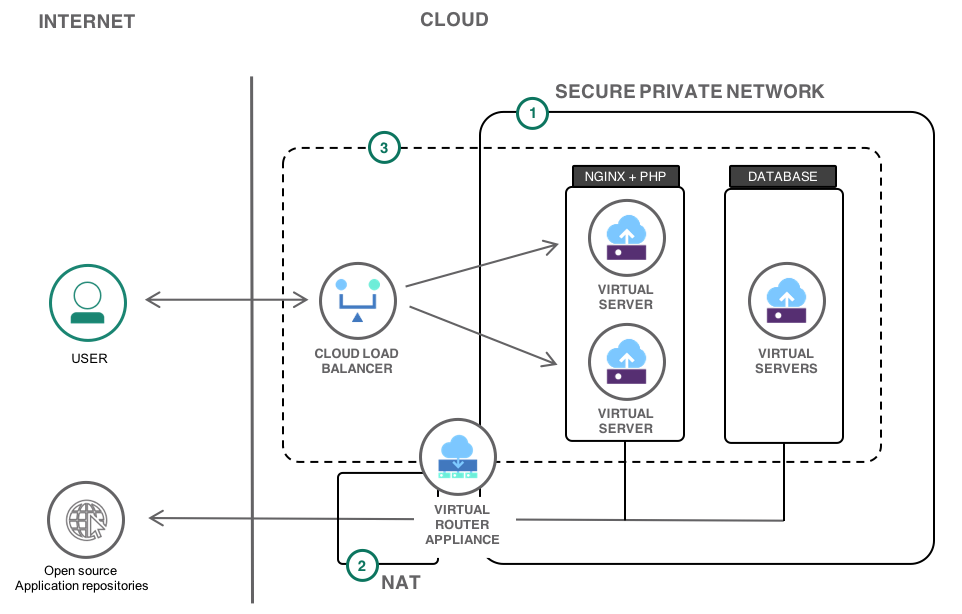 INTERNET
CLOUD
SECURE PRIVATE NETWORK
1
3
NGINX + PHP
DATABASE
VIRTUAL
SERVER
USER
CLOUD LOAD
BALANCER
VIRTUAL
SERVERS
VIRTUAL
SERVER
VIRTUAL
ROUTER
APPLIANCE
Open source
Application repositories
2
NAT